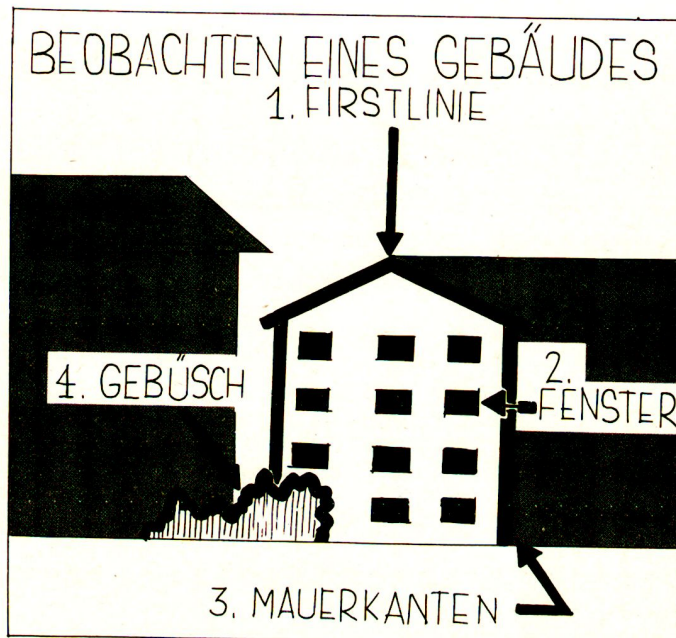 BEOBACHTEN EINES GEBÄUDES
1. FIRSTLINIE
4. GEBÜSCH
2.
FENSTER
3. MAUERKANTEN